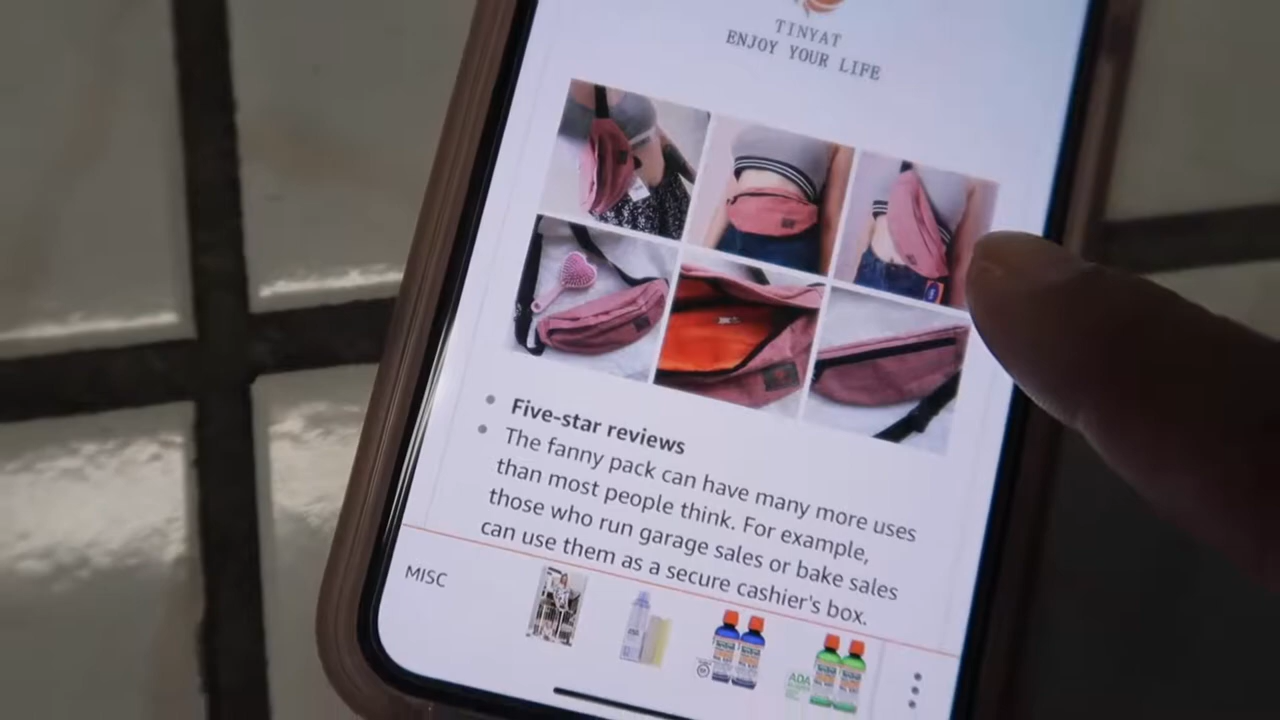 TINYAT
ENJOY YOUR LIFE
Five-star reviews
The fanny pack can have many more uses
than most people think. For example,
those who run garage sales or bake sales
can use them as a secure cashier's box.
MISC
ADA